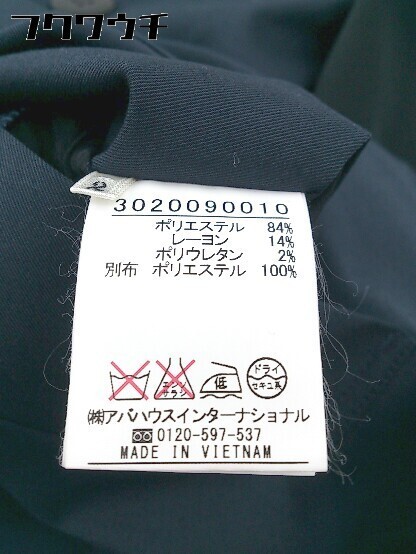 フクワウチ
2
3020090010
ポリエステル 84%
レーヨン 14%
ポリウレタン 2%
別布 ポリエステル 100%
エンソ サラシ 低 ドライ セキユ系
㈱アバハウスインターナショナル
0120-597-537
MADE IN VIETNAM